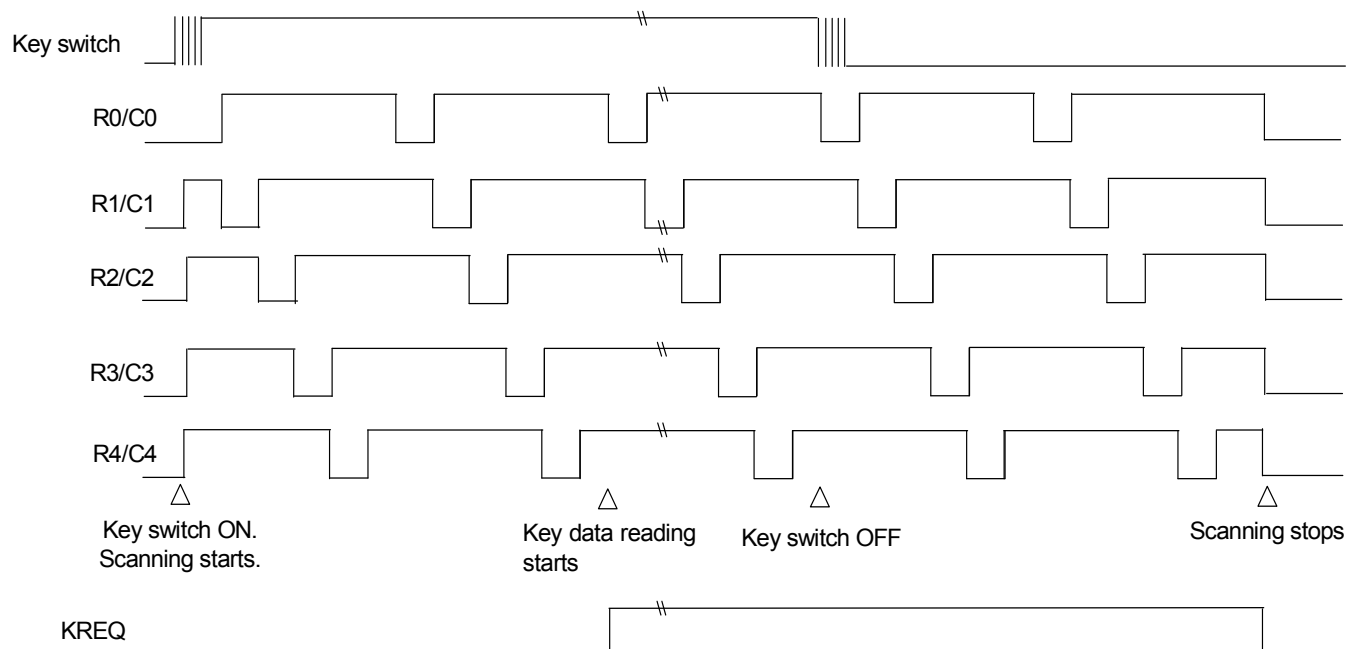 Key switch
R0/C0
R1/C1
R2/C2
R3/C3
R4/C4
Key switch ON.
Scanning starts.
Key data reading
starts
Key switch OFF
Scanning stops
KREQ